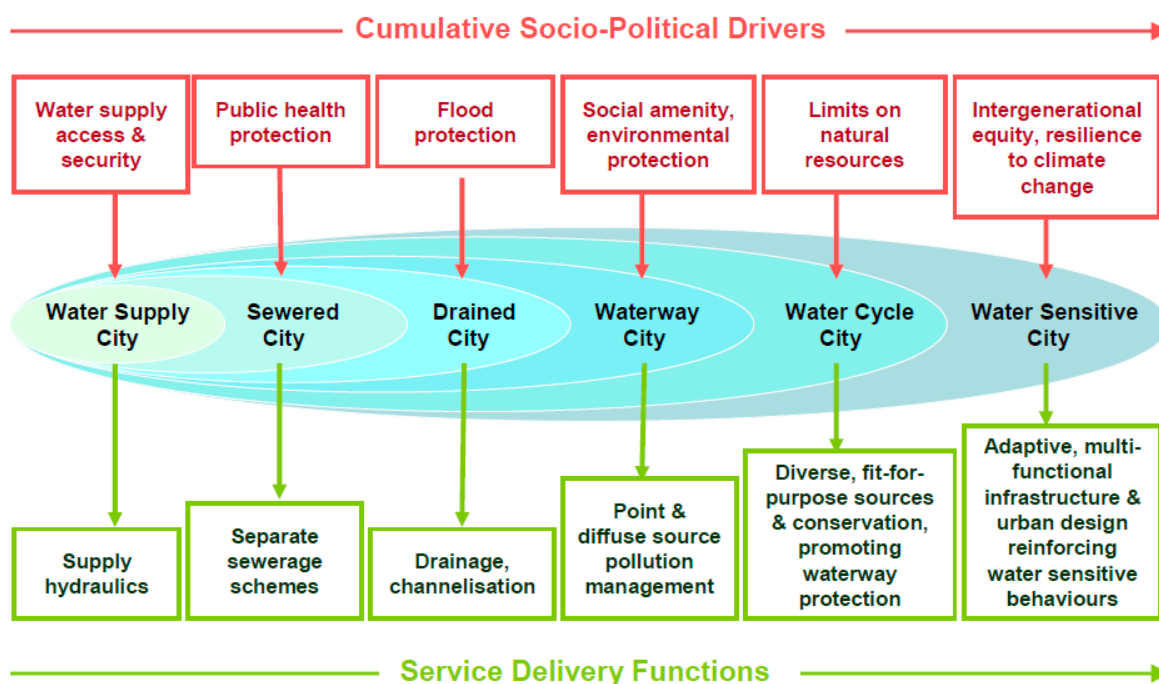 Cumulative Socio-Political Drivers
Water supply
access &
security
Public health
protection
Flood
protection
Social amenity,
environmental
protection
Limits on
natural
resources
Intergenerational
equity, resilience
to climate
change
Water Supply
City
Sewered
City
Drained
City
Waterway
City
Water Cycle
City
Water Sensitive
City
Supply
hydraulics
Separate
sewerage
schemes
Drainage,
channelisation
Point &
diffuse source
pollution
management
Diverse, fit-for-
purpose sources
& conservation,
promoting
waterway
protection
Adaptive, multi-
functional
infrastructure &
urban design
reinforcing
water sensitive
behaviours
Service Delivery Functions